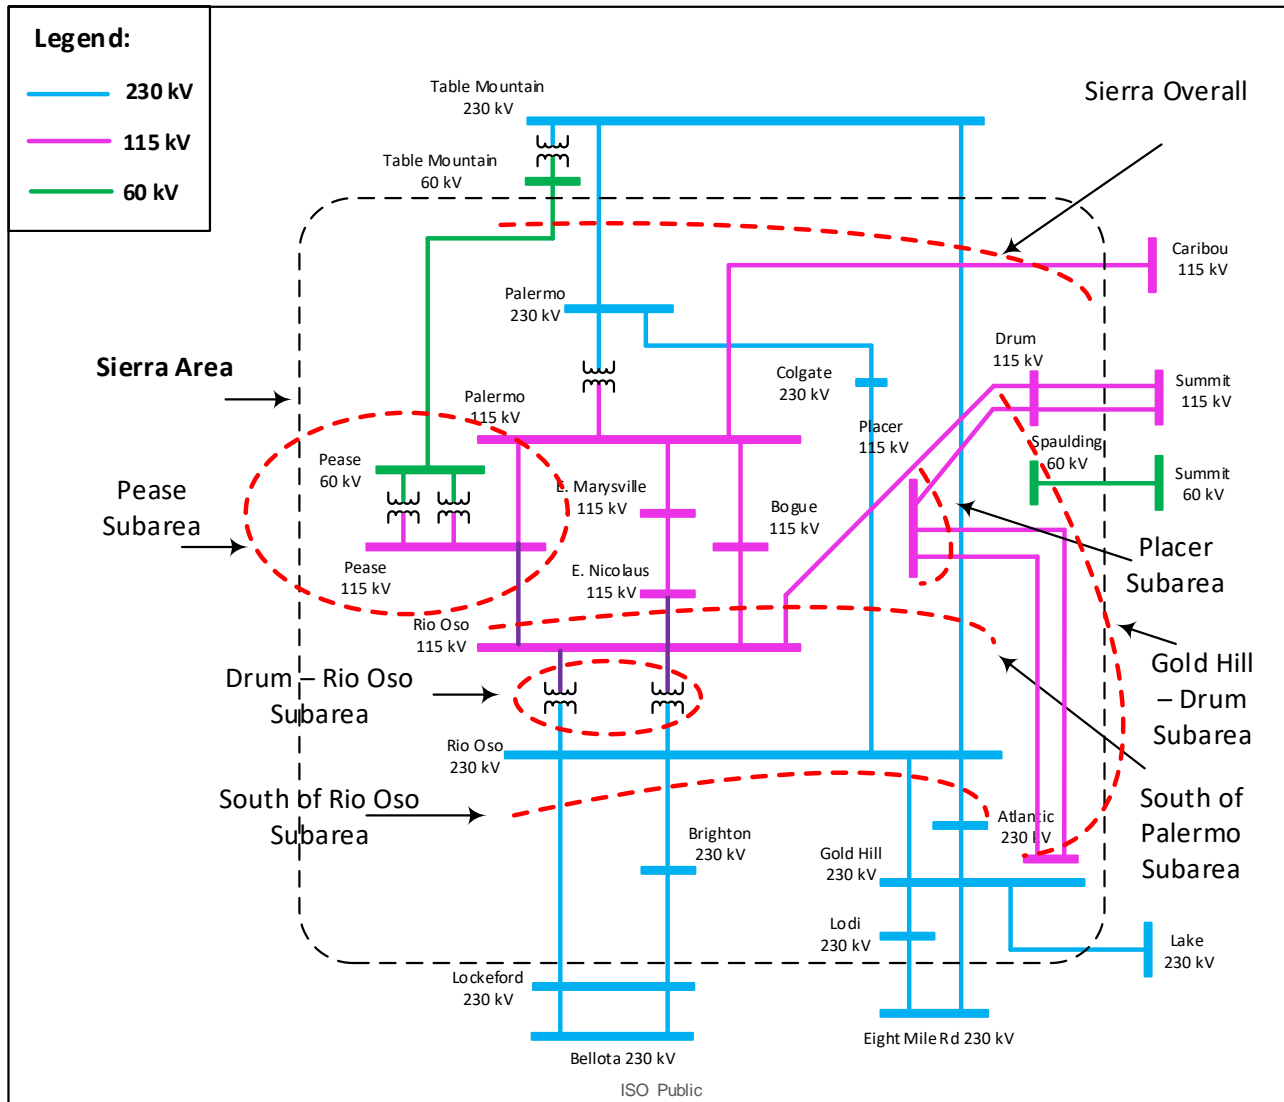 Legend:
230 kV
115 kV
60 kV
Table Mountain
230 kV
Table Mountain
60 kV
Sierra Overall
Caribou
115 kV
Palermo
230 kV
Drum
115 kV
Sierra Area
Colgate
230 kV
Summit
115 kV
Palermo
115 kV
Placer
115 kV
Spaulding
60 kV
Summit
60 kV
Pease
60 kV
Pease
Subarea
E. Marysville
115 kV
Bogue
115 kV
Placer
Subarea
Pease
115 kV
E. Nicolaus
115 kV
Rio Oso
115 kV
Gold Hill
– Drum
Subarea
Drum – Rio Oso
Subarea
Rio Oso
230 kV
South of Rio Oso
Subarea
South of
Palermo
Subarea
Atlantic
230 kV
Brighton
230 kV
Gold Hill
230 kV
Lodi
230 kV
Lake
230 kV
Lockeford
230 kV
Eight Mile Rd 230 kV
Bellota 230 kV
ISO Public